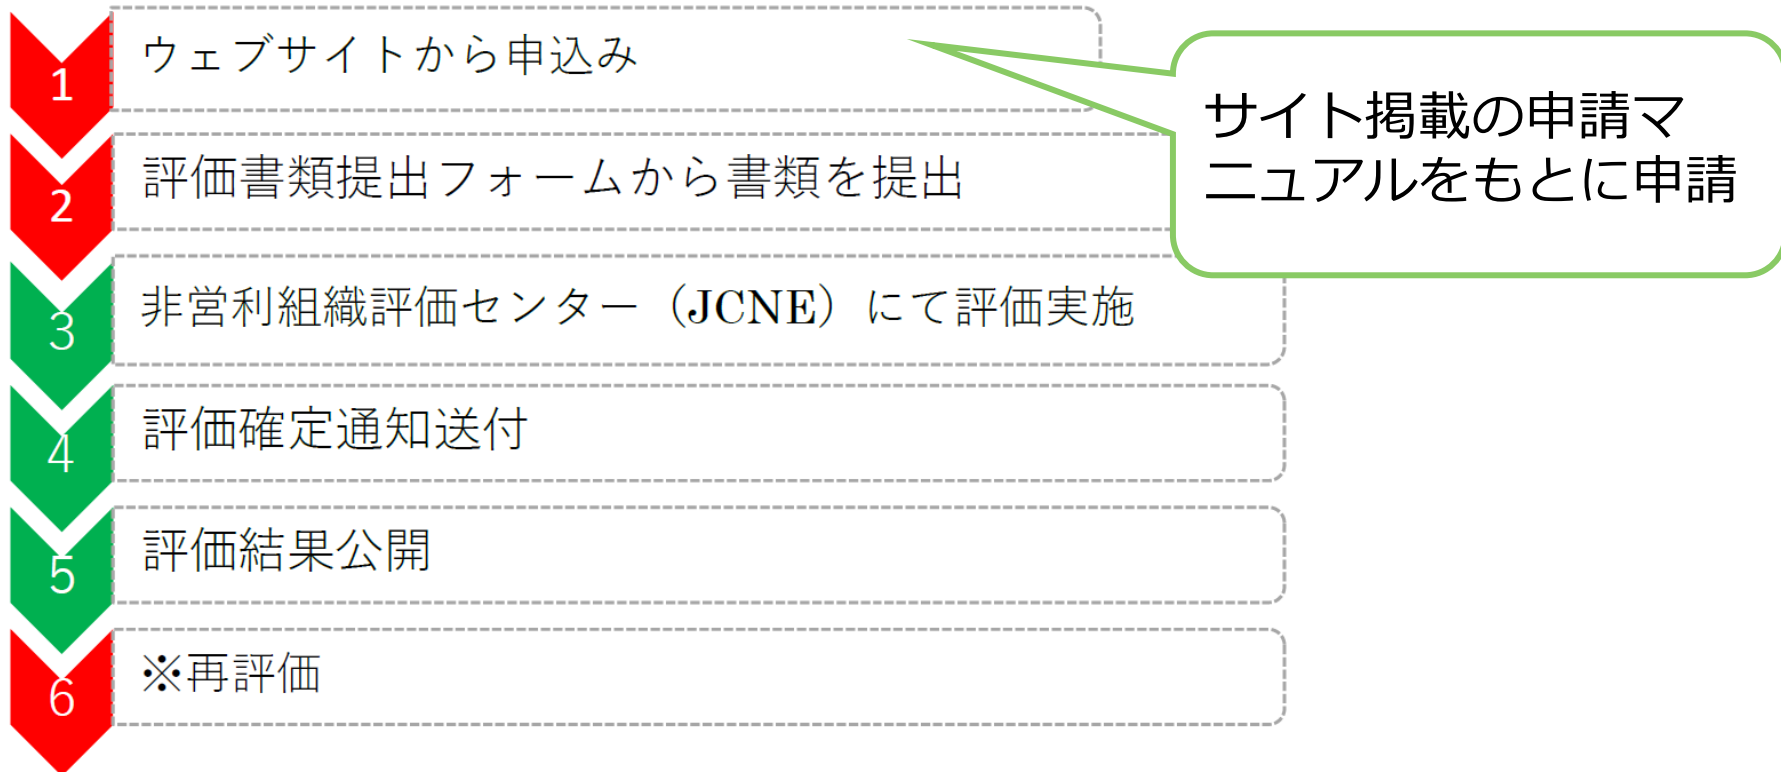 1
ウェブサイトから申込み
サイト掲載の申請マ
ニュアルをもとに申請
2
評価書類提出フォームから書類を提出
3
非営利組織評価センター（JCNE）にて評価実施
4
評価確定通知送付
5
評価結果公開
6
※再評価